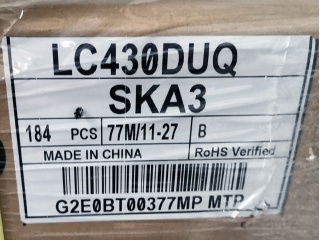 LC430DUQ
SKA3
184 PCS 77M/11-27 B
MADE IN CHINA RoHS Verified
G2E0BT00377MP MTP